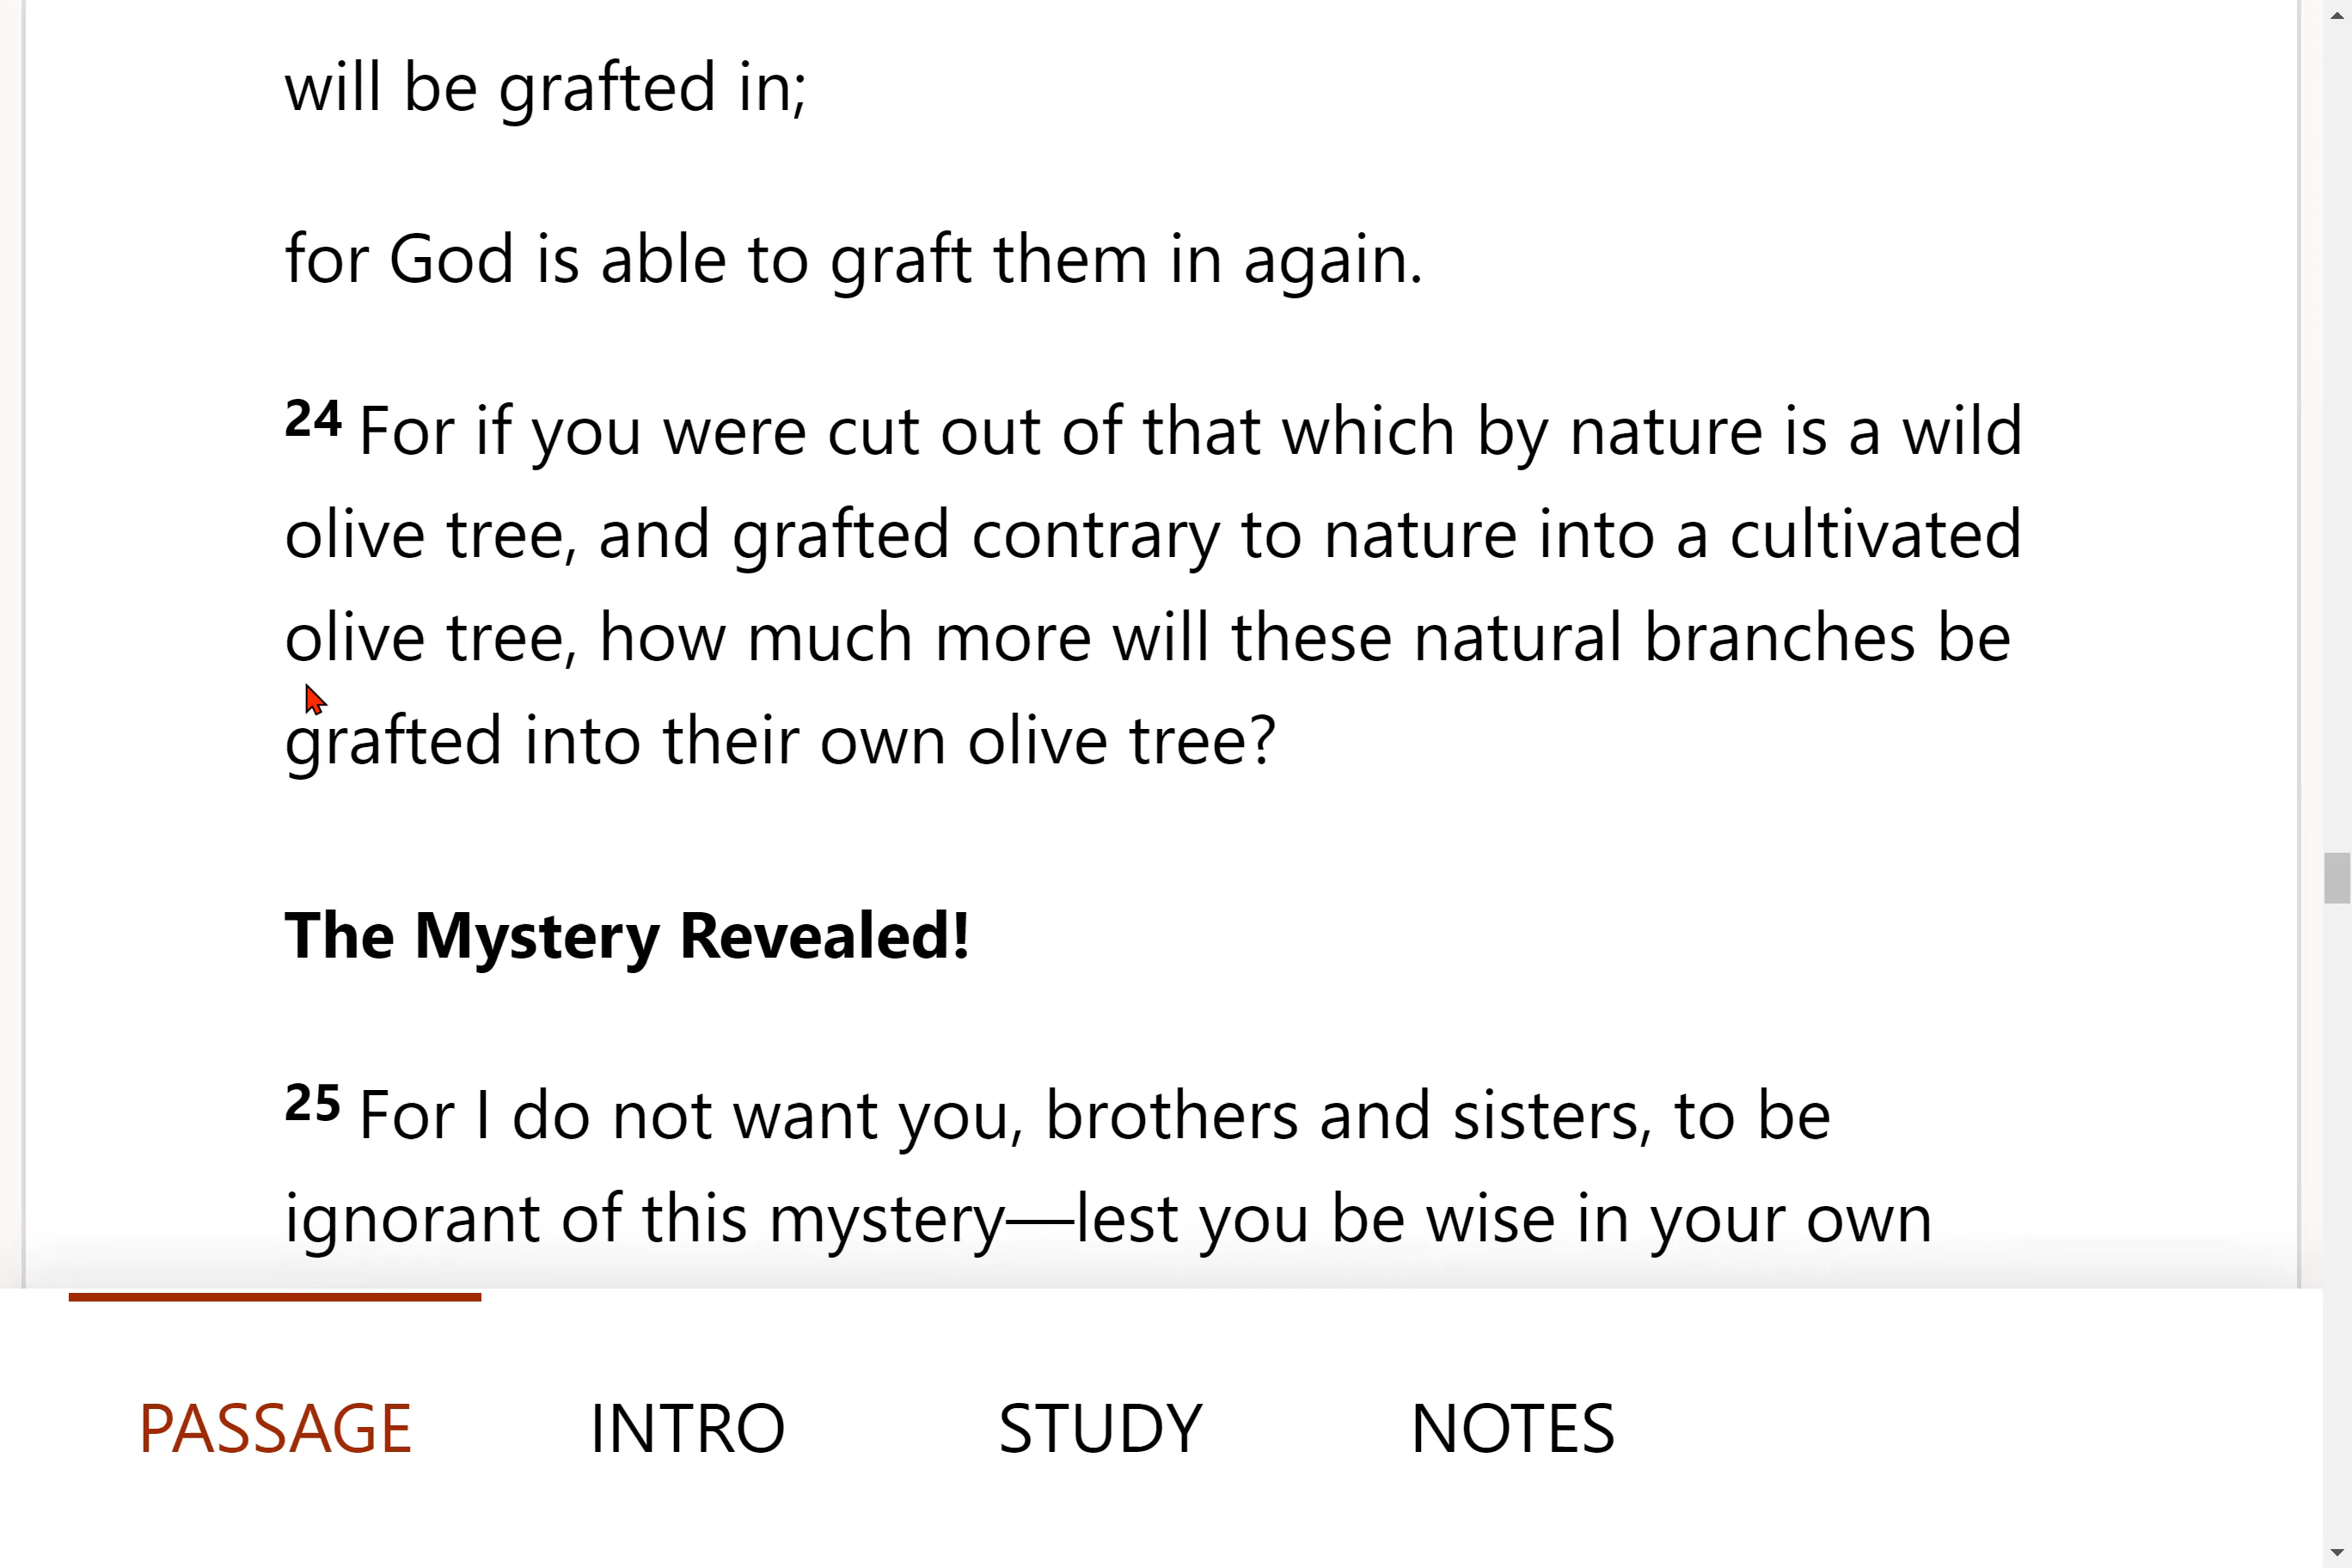 will be grafted in;
for God is able to graft them in again.
24 For if you were cut out of that which by nature is a wild
olive tree, and grafted contrary to nature into a cultivated
olive tree, how much more will these natural branches be
grafted into their own olive tree?
The Mystery Revealed!
25 For I do not want you, brothers and sisters, to be
ignorant of this mystery—lest you be wise in your own
PASSAGE INTRO STUDY NOTES